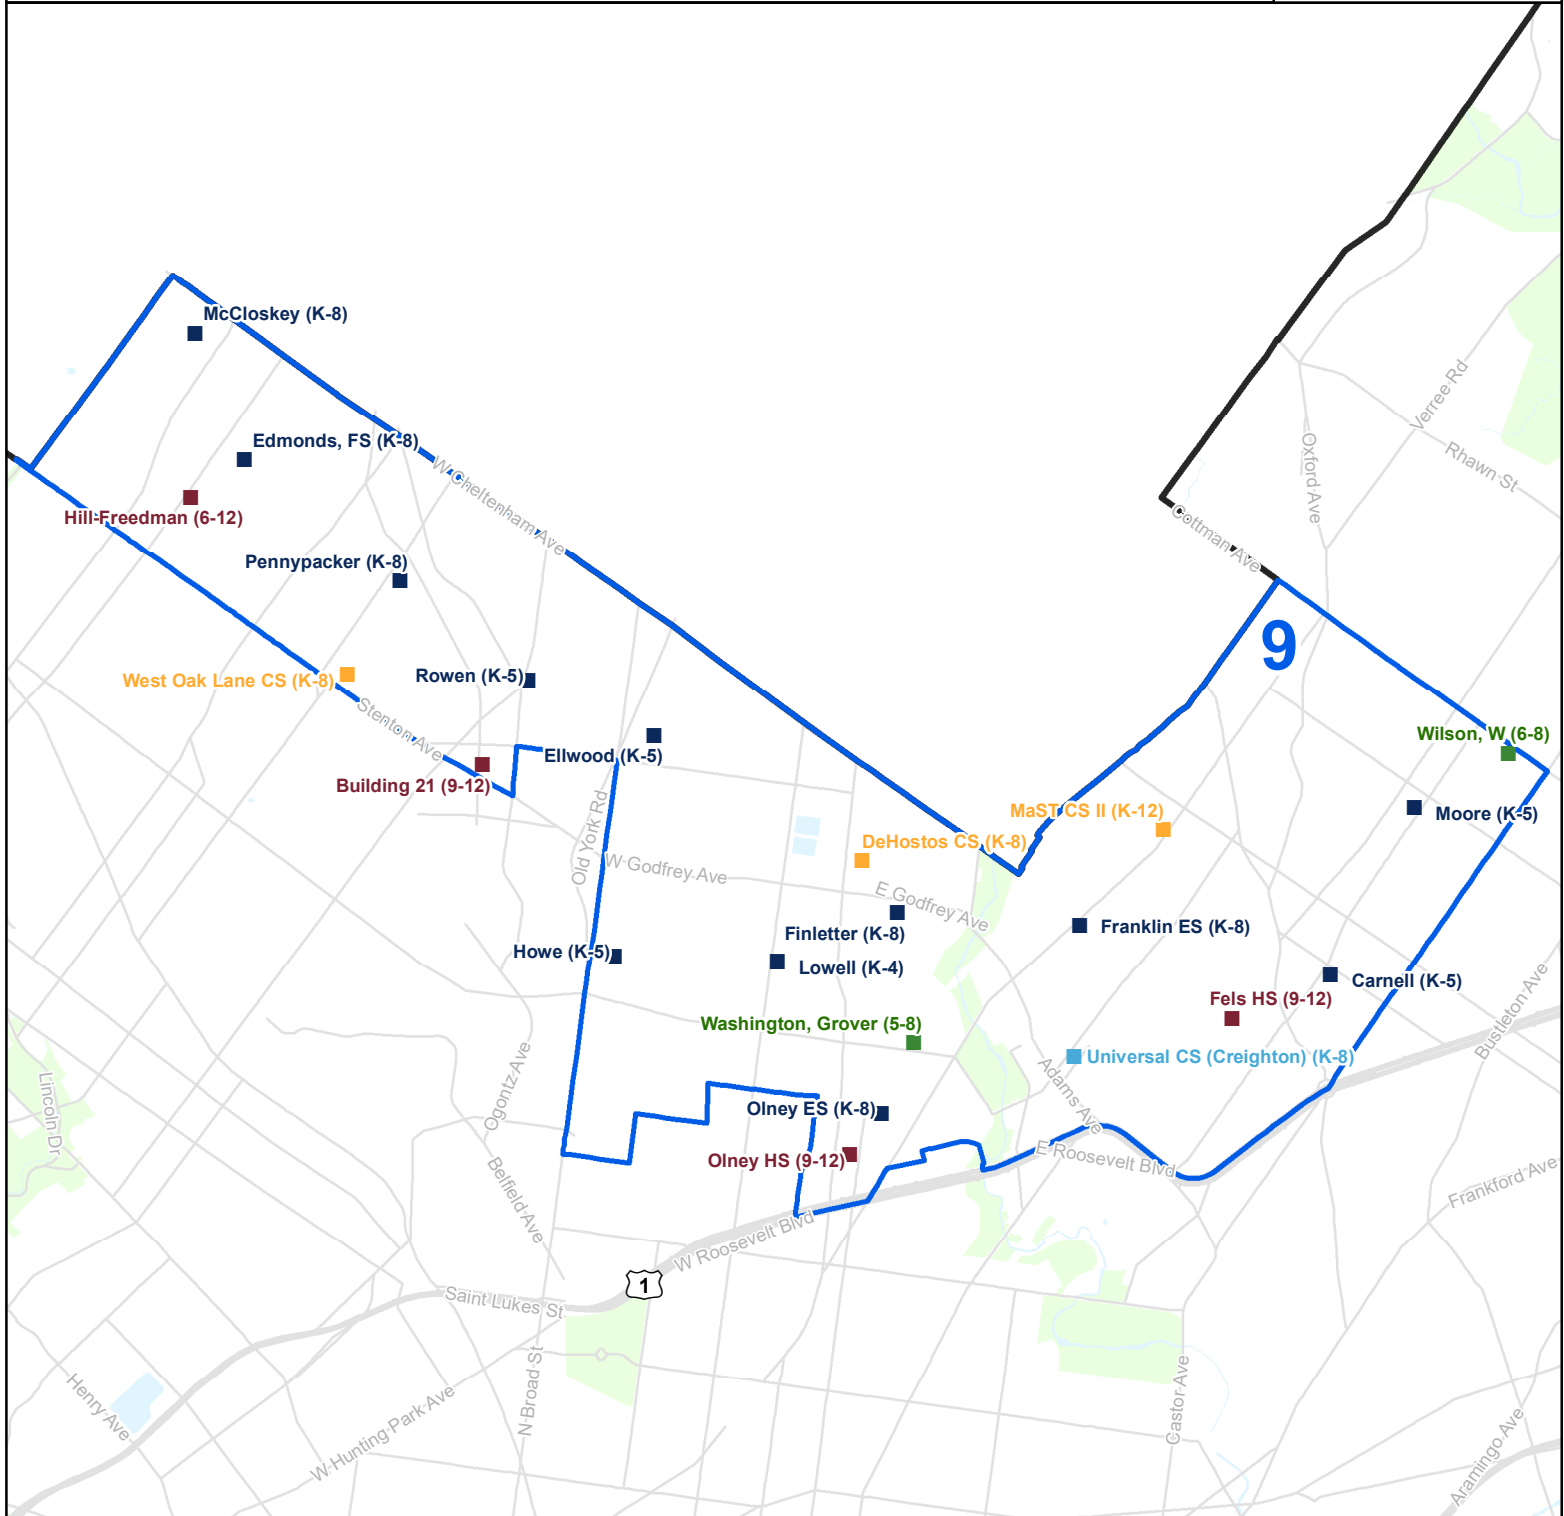 McCloskey (K-8)
Edmonds, FS (K-8)
W Cheltenham Ave
Hill-Freedman (6-12)
Pennypacker (K-8)
Verree Rd
Rhawn St
Oxford Ave
Cottman Ave
9
West Oak Lane CS (K-8)
Rowen (K-5)
Stenton Ave
Ellwood (K-5)
Building 21 (9-12)
Wilson, W (6-8)
Moore (K-5)
MaST CS II (K-12)
DeHostos CS (K-8)
Old York Rd
W Godfrey Ave
E Godfrey Ave
Finletter (K-8)
Franklin ES (K-8)
Howe (K-5)
Lowell (K-4)
Carnell (K-5)
Fels HS (9-12)
Bustleton Ave
Washington, Grover (5-8)
Universal CS (Creighton) (K-8)
Ogontz Ave
Lincoln Dr
Adams Ave
Olney ES (K-8)
Olney HS (9-12)
E Roosevelt Blvd
Frankford Ave
Belfield Ave
W Roosevelt Blvd
1
Saint Lukes St
Henry Ave
W Hunting Park Ave
N Broad St
Castor Ave
Aramingo Ave